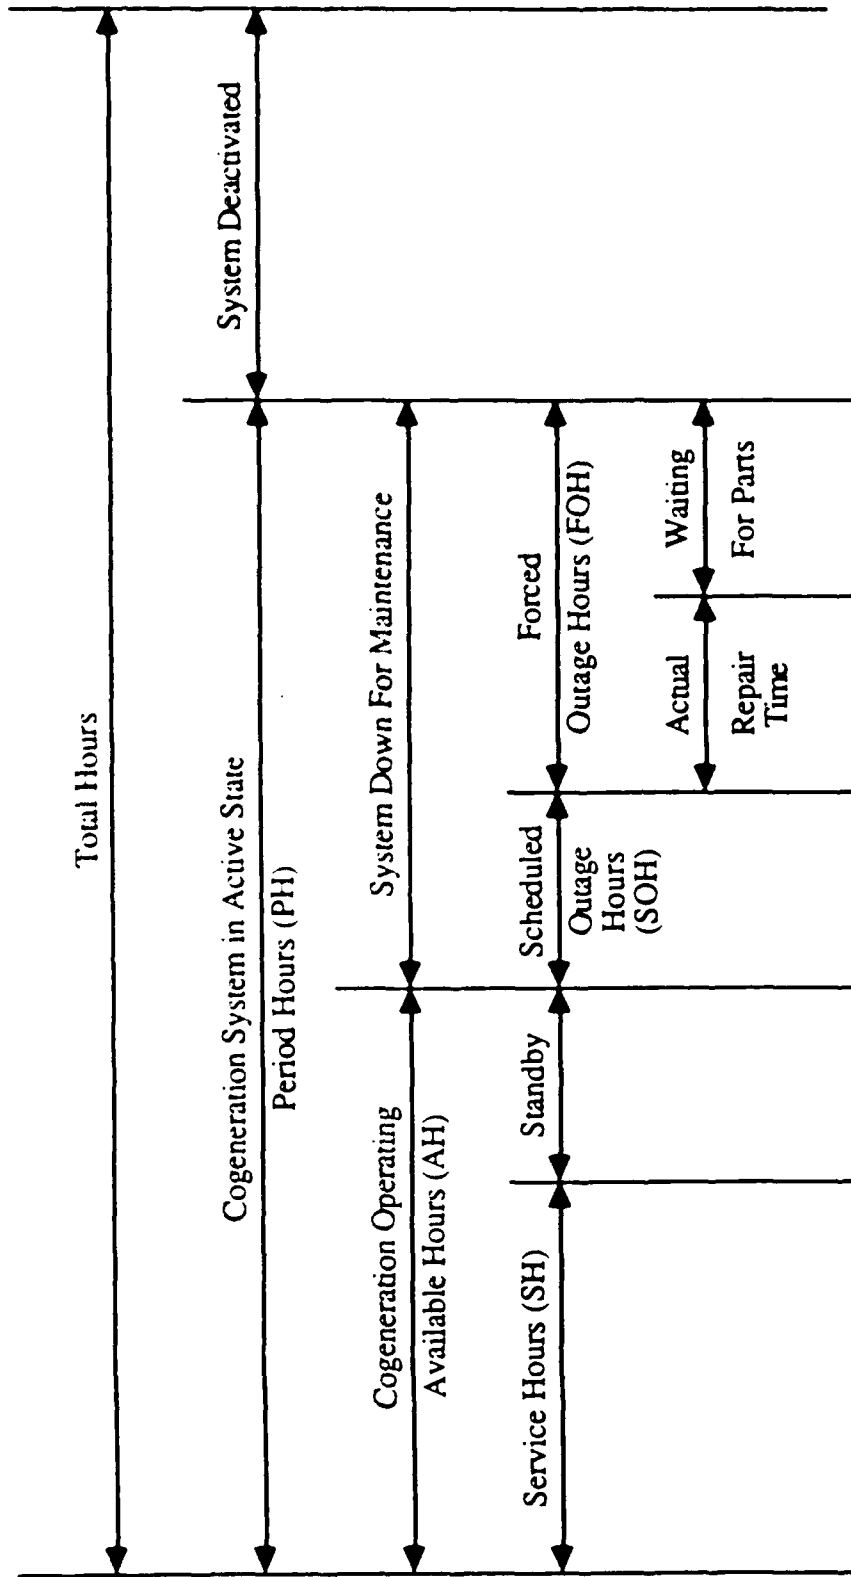 Total Hours
Cogeneration System in Active State
Period Hours (PH)
System Deactivated
Cogeneration Operating
Available Hours (AH)
System Down For Maintenance
Service Hours (SH)
Standby
Scheduled
Outage
Hours
(SOH)
Forced
Outage Hours (FOH)
Actual
Repair
Time
Waiting
For Parts